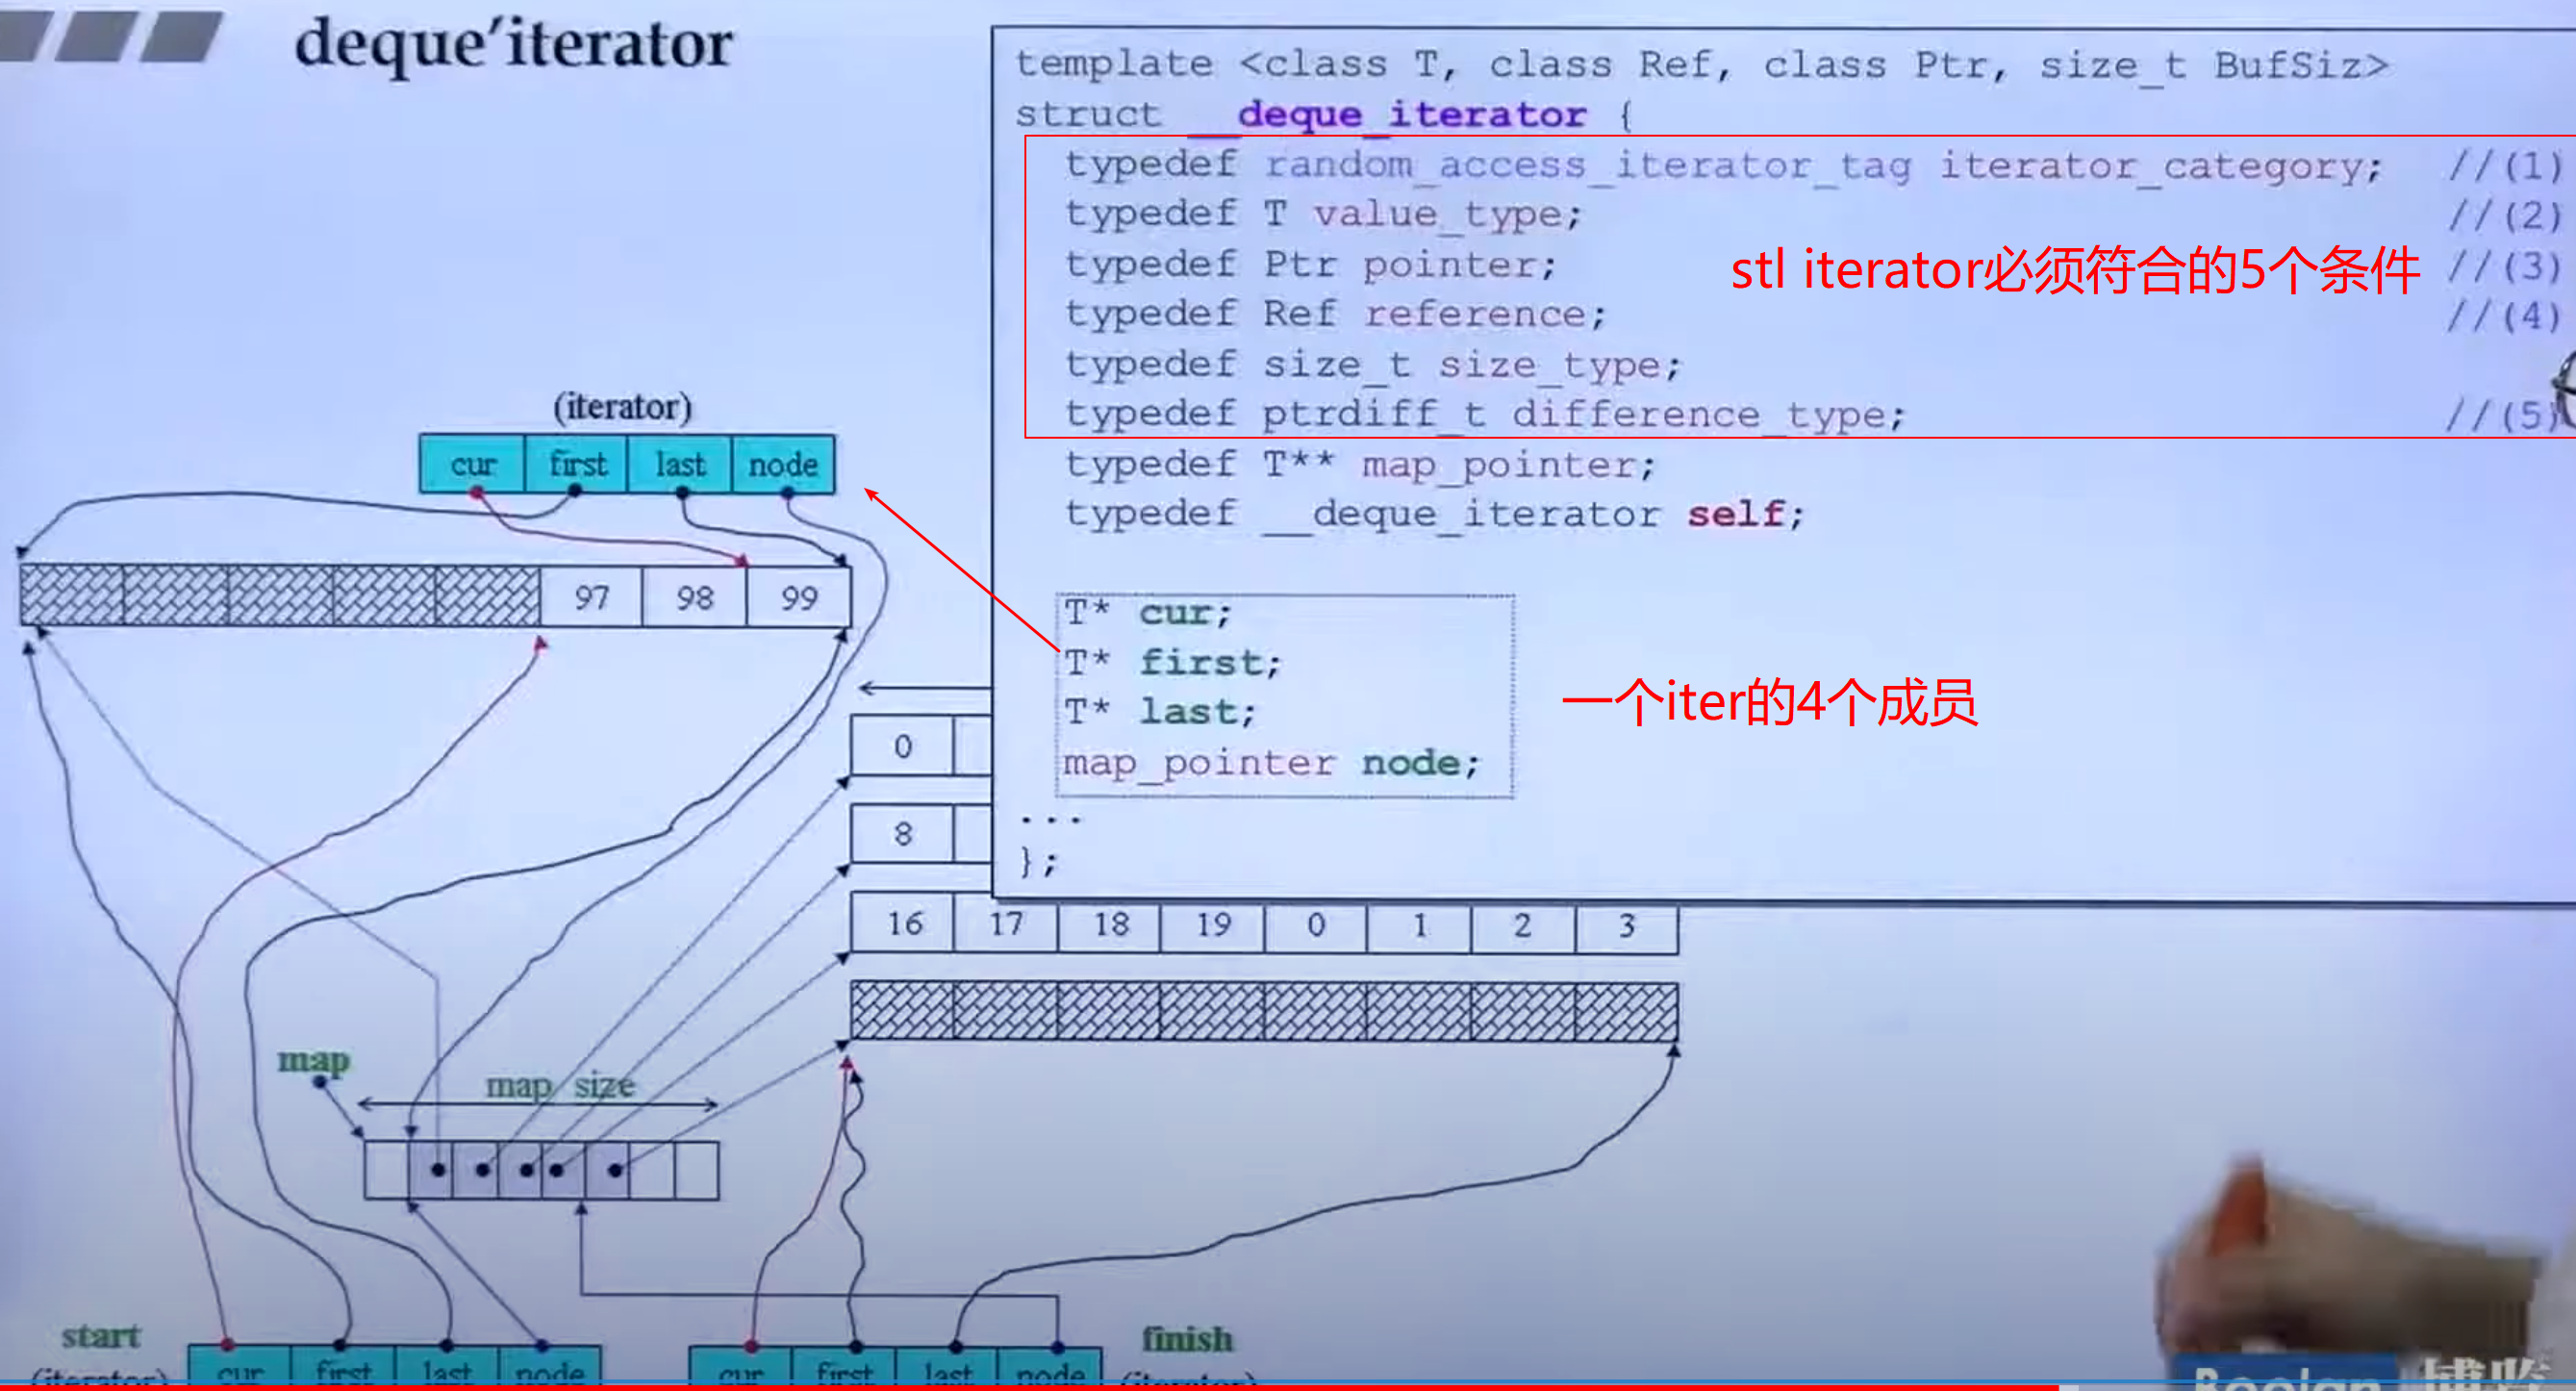 deque'iterator
template <class T, class Ref, class Ptr, size_t BufSiz>
struct __deque_iterator {
typedef random_access_iterator_tag iterator_category; //(1)
typedef T value_type; //(2)
typedef Ptr pointer; //(3)
stl iterator必须符合的5个条件
typedef Ref reference; //(4)
typedef size_t size_type;
typedef ptrdiff_t difference_type; //(5)
typedef T** map_pointer;
typedef __deque_iterator self;
T* cur;
T* first;
T* last;
map_pointer node;
一个iter的4个成员
...
};
(iterator)
cur first last node
97 98 99
0
8
16 17 18 19 0 1 2 3
map
map_size
start
(iterator)
cur first last node
finish
(iterator)
cur first last node
Boolan
博览